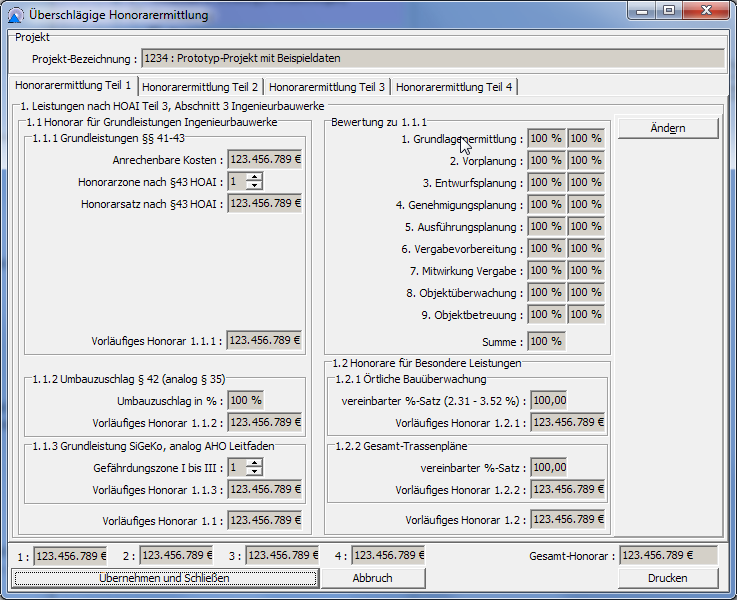 Überschlägige Honorarermittlung
Projekt
Projekt-Bezeichnung : 1234 : Prototyp-Projekt mit Beispieldaten
Honorarermittlung Teil 1 Honorarermittlung Teil 2 Honorarermittlung Teil 3 Honorarermittlung Teil 4
1. Leistungen nach HOAI Teil 3, Abschnitt 3 Ingenieurbauwerke
1.1 Honorar für Grundleistungen Ingenieurbauwerke
1.1.1 Grundleistungen §§ 41-43
Anrechenbare Kosten : 123.456.789 €
Honorarzone nach §43 HOAI : 1
Honorarsatz nach §43 HOAI : 123.456.789 €
Vorläufiges Honorar 1.1.1 : 123.456.789 €
1.1.2 Umbauzuschlag § 42 (analog § 35)
Umbauzuschlag in % : 100 %
Vorläufiges Honorar 1.1.2 : 123.456.789 €
1.1.3 Grundleistung SiGeKo, analog AHO Leitfaden
Gefährdungszone I bis III : 1
Vorläufiges Honorar 1.1.3 : 123.456.789 €
Vorläufiges Honorar 1.1 : 123.456.789 €
Bewertung zu 1.1.1
1. Grundlagenermittlung : 100 % 100 %
2. Vorplanung : 100 % 100 %
3. Entwurfsplanung : 100 % 100 %
4. Genehmigungsplanung : 100 % 100 %
5. Ausführungsplanung : 100 % 100 %
6. Vergabevorbereitung : 100 % 100 %
7. Mitwirkung Vergabe : 100 % 100 %
8. Objektüberwachung : 100 % 100 %
9. Objektbetreuung : 100 % 100 %
Summe : 100 %
1.2 Honorare für Besondere Leistungen
1.2.1 Örtliche Bauüberwachung
vereinbarter %-Satz (2.31 - 3.52 %) : 100,00
Vorläufiges Honorar 1.2.1 : 123.456.789 €
1.2.2 Gesamt-Trassenpläne
vereinbarter %-Satz : 100,00
Vorläufiges Honorar 1.2.2 : 123.456.789 €
Vorläufiges Honorar 1.2 : 123.456.789 €
Ändern
1 : 123.456.789 € 2 : 123.456.789 € 3 : 123.456.789 € 4 : 123.456.789 € Gesamt-Honorar : 123.456.789 €
Übernehmen und Schließen Abbruch Drucken